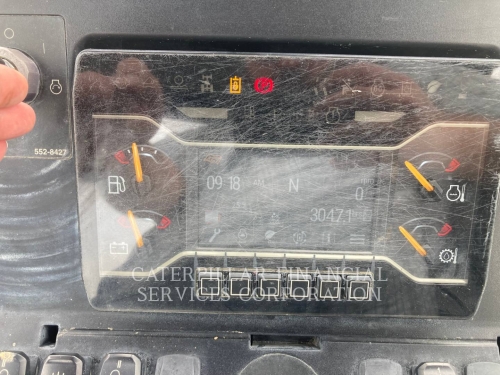 552-8427
09 18
N
0
3047.1
CATERPILLAR FINANCIAL
SERVICES CORPORATION